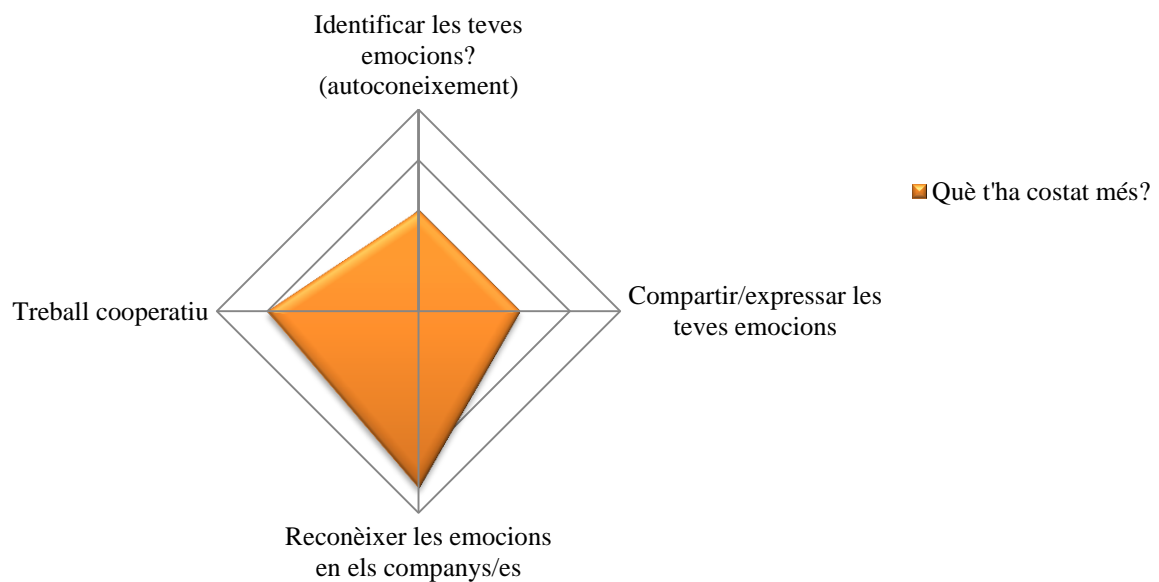 Identificar les teves
emocions?
(autoconeixement)
Què t'ha costat més?
Compartir/expressar les
teves emocions
Treball cooperatiu
Reconèixer les emocions
en els companys/es